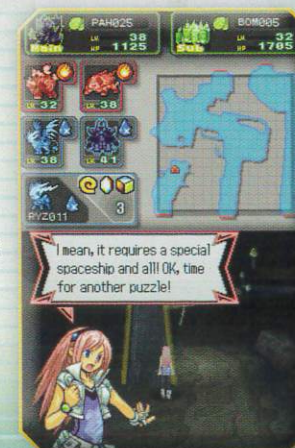 PAH025
LV 38
HP 1125
Main
BOM005
LV 32
HP 1705
Sub
LV 32
LV 38
LV 38
LV 41
RYZ011
3
I mean, it requires a special
spaceship and all! OK, time
for another puzzle!